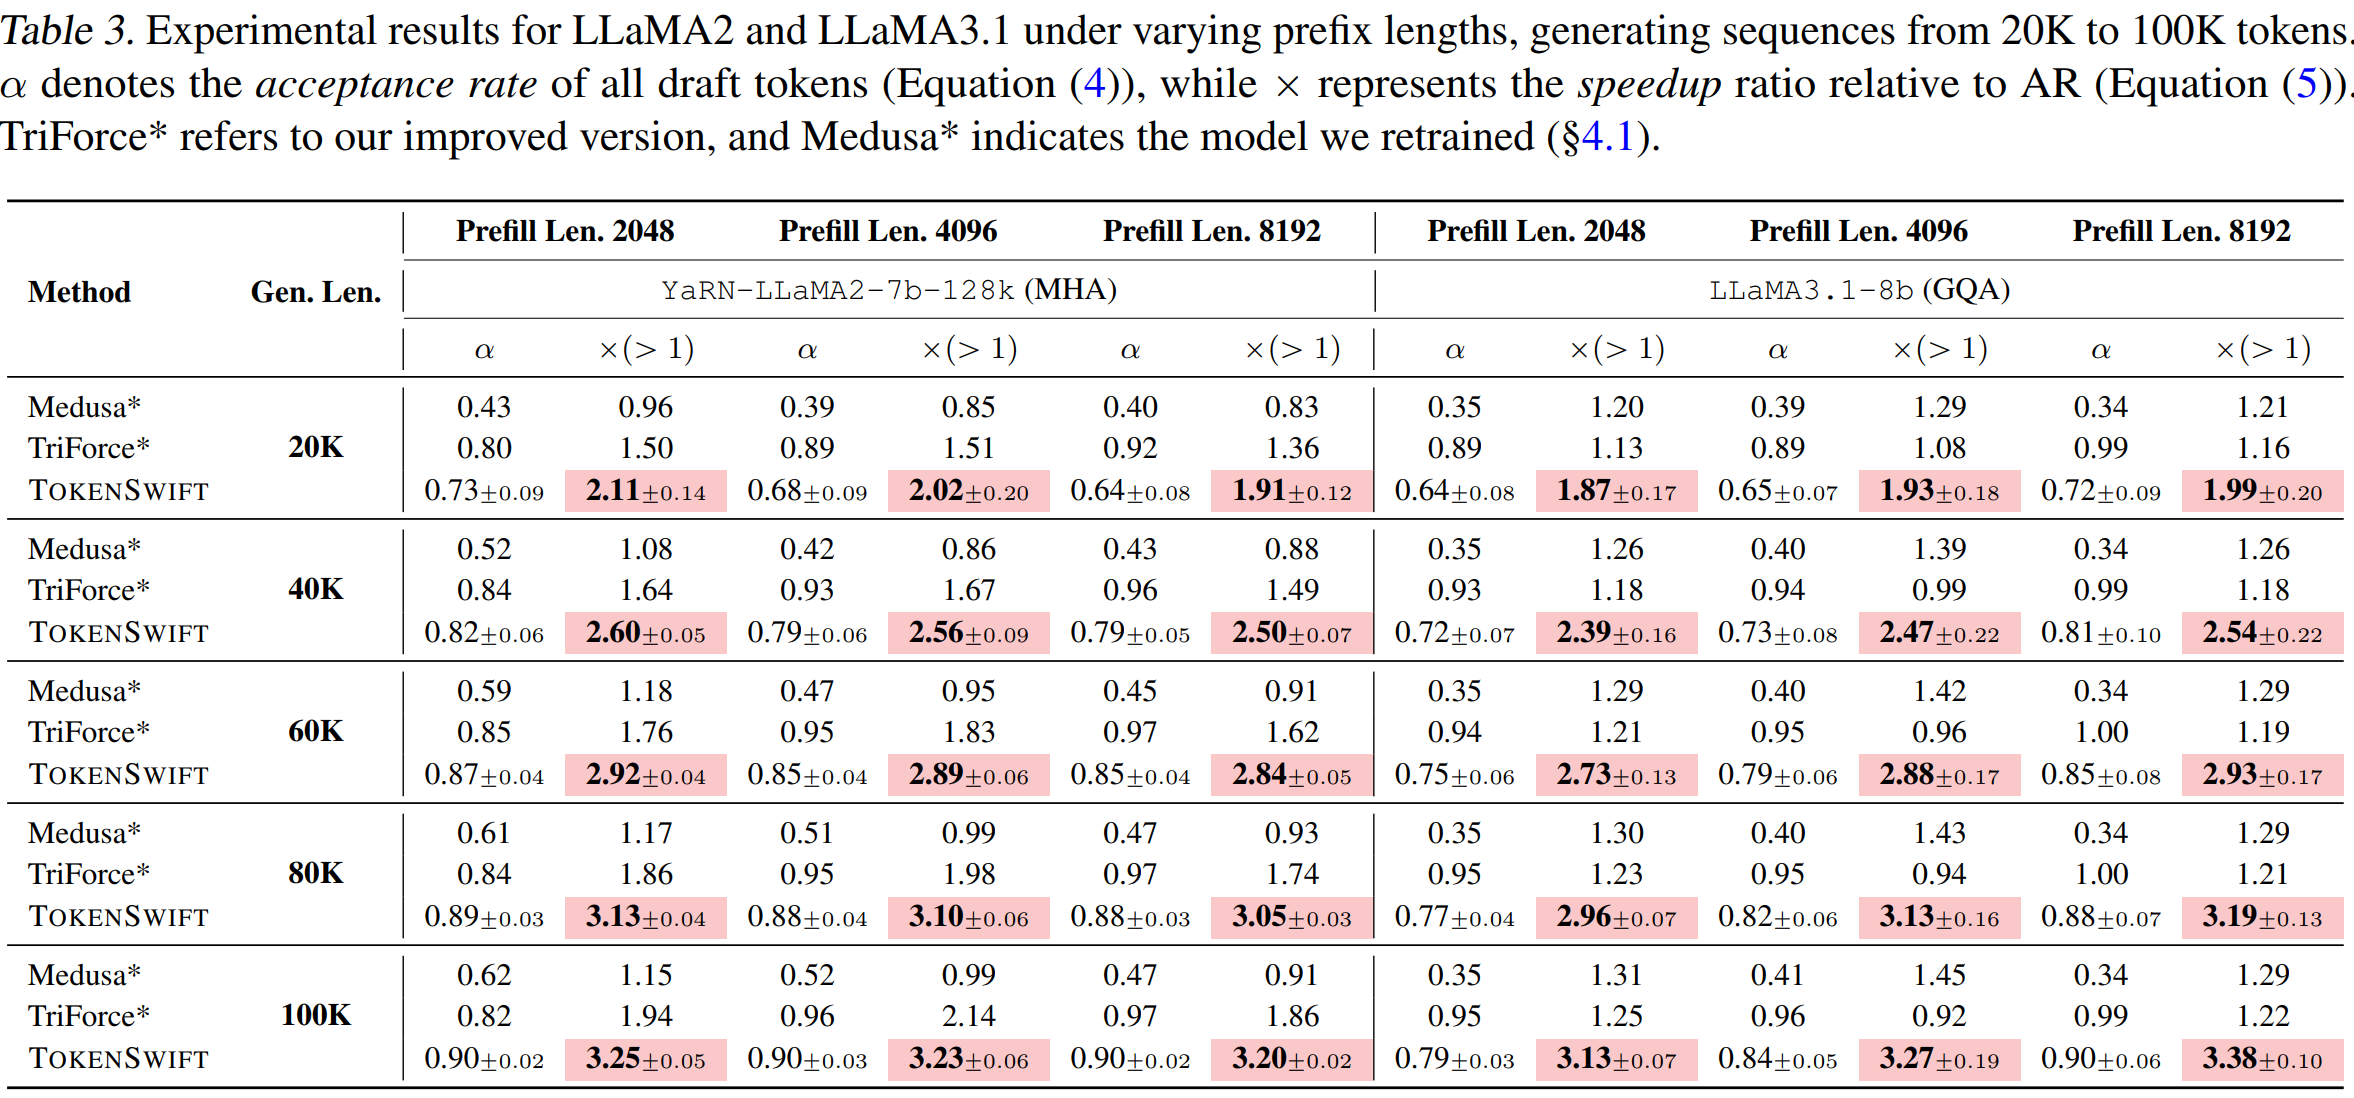 Table 3. Experimental results for LLaMA2 and LLaMA3.1 under varying prefix lengths, generating sequences from 20K to 100K tokens.
α denotes the acceptance rate of all draft tokens (Equation (4)), while × represents the speedup ratio relative to AR (Equation (5)).
TriForce* refers to our improved version, and Medusa* indicates the model we retrained (§4.1).
Prefill Len. 2048 Prefill Len. 4096 Prefill Len. 8192 Prefill Len. 2048 Prefill Len. 4096 Prefill Len. 8192
Method Gen. Len. YaRN-LLaMA2-7b-128k (MHA) LLaMA3.1-8b (GQA)
α ×(> 1) α ×(> 1) α ×(> 1) α ×(> 1) α ×(> 1) α ×(> 1)
Medusa* 0.43 0.96 0.39 0.85 0.40 0.83 0.35 1.20 0.39 1.29 0.34 1.21
TriForce* 20K 0.80 1.50 0.89 1.51 0.92 1.36 0.89 1.13 0.89 1.08 0.99 1.16
TOKENSWIFT 0.73±0.09 2.11±0.14 0.68±0.09 2.02±0.20 0.64±0.08 1.91±0.12 0.64±0.08 1.87±0.17 0.65±0.07 1.93±0.18 0.72±0.09 1.99±0.20
Medusa* 0.52 1.08 0.42 0.86 0.43 0.88 0.35 1.26 0.40 1.39 0.34 1.26
TriForce* 40K 0.84 1.64 0.93 1.67 0.96 1.49 0.93 1.18 0.94 0.99 0.99 1.18
TOKENSWIFT 0.82±0.06 2.60±0.05 0.79±0.06 2.56±0.09 0.79±0.05 2.50±0.07 0.72±0.07 2.39±0.16 0.73±0.08 2.47±0.22 0.81±0.10 2.54±0.22
Medusa* 0.59 1.18 0.47 0.95 0.45 0.91 0.35 1.29 0.40 1.42 0.34 1.29
TriForce* 60K 0.85 1.76 0.95 1.83 0.97 1.62 0.94 1.21 0.95 0.96 1.00 1.19
TOKENSWIFT 0.87±0.04 2.92±0.04 0.85±0.04 2.89±0.06 0.85±0.04 2.84±0.05 0.75±0.06 2.73±0.13 0.79±0.06 2.88±0.17 0.85±0.08 2.93±0.17
Medusa* 0.61 1.17 0.51 0.99 0.47 0.93 0.35 1.30 0.40 1.43 0.34 1.29
TriForce* 80K 0.84 1.86 0.95 1.98 0.97 1.74 0.95 1.23 0.95 0.94 1.00 1.21
TOKENSWIFT 0.89±0.03 3.13±0.04 0.88±0.04 3.10±0.06 0.88±0.03 3.05±0.03 0.77±0.04 2.96±0.07 0.82±0.06 3.13±0.16 0.88±0.07 3.19±0.13
Medusa* 0.62 1.15 0.52 0.99 0.47 0.91 0.35 1.31 0.41 1.45 0.34 1.29
TriForce* 100K 0.82 1.94 0.96 2.14 0.97 1.86 0.95 1.25 0.96 0.92 0.99 1.22
TOKENSWIFT 0.90±0.02 3.25±0.05 0.90±0.03 3.23±0.06 0.90±0.02 3.20±0.02 0.79±0.03 3.13±0.07 0.84±0.05 3.27±0.19 0.90±0.06 3.38±0.10